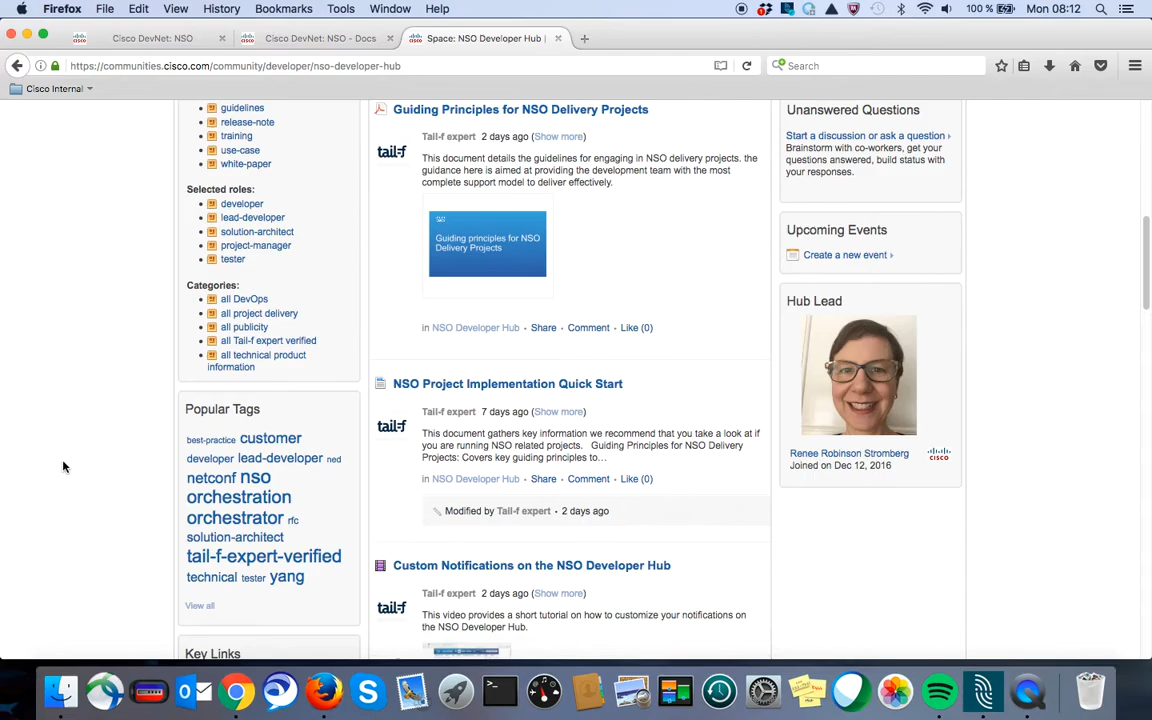 Firefox File Edit View History Bookmarks Tools Window Help 100 % Mon 08:12
Cisco DevNet: NSO × Cisco DevNet: NSO - Docs × Space: NSO Developer Hub | × +
https://communities.cisco.com/community/developer/nso-developer-hub Search
Cisco Internal
guidelines
release-note
training
use-case
white-paper
Selected roles:
developer
lead-developer
solution-architect
project-manager
tester
Categories:
all DevOps
all project delivery
all publicity
all Tail-f expert verified
all technical product
information
Popular Tags
best-practice customer
developer lead-developer ned
netconf nso
orchestration
orchestrator rfc
solution-architect
tail-f-expert-verified
technical tester yang
View all
Key Links
Guiding Principles for NSO Delivery Projects
tail-f
Tail-f expert 2 days ago (Show more)
This document details the guidelines for engaging in NSO delivery projects. the
guidance here is aimed at providing the development team with the most
complete support model to deliver effectively.
Guiding principles for NSO
Delivery Projects
in NSO Developer Hub • Share • Comment • Like (0)
NSO Project Implementation Quick Start
tail-f
Tail-f expert 7 days ago (Show more)
This document gathers key information we recommend that you take a look at if
you are running NSO related projects. Guiding Principles for NSO Delivery
Projects: Covers key guiding principles to…
in NSO Developer Hub • Share • Comment • Like (0)
Modified by Tail-f expert • 2 days ago
Custom Notifications on the NSO Developer Hub
tail-f
Tail-f expert 2 days ago (Show more)
This video provides a short tutorial on how to customize your notifications on
the NSO Developer Hub.
Unanswered Questions
Start a discussion or ask a question ›
Brainstorm with co-workers, get your
questions answered, build status with
your responses.
Upcoming Events
Create a new event ›
Hub Lead
Renee Robinson Stromberg
Joined on Dec 12, 2016
CISCO